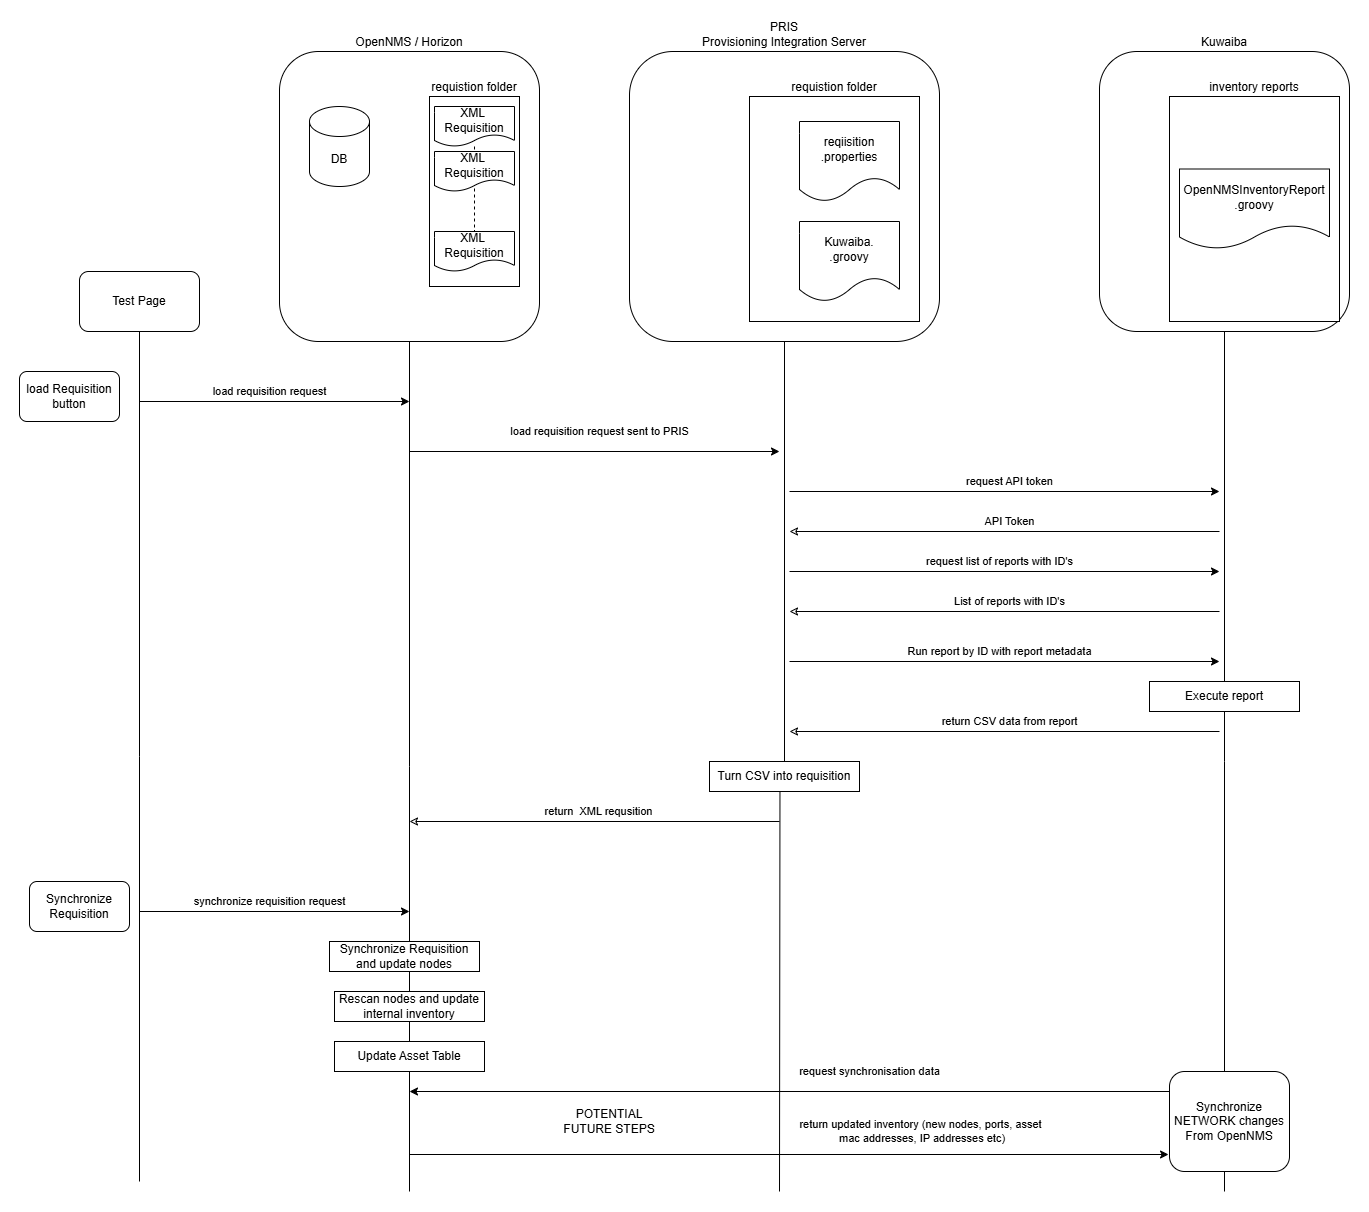 PRIS
OpenNMS / Horizon
Provisioning Integration Server
Kuwaiba
requistion folder
requistion folder
inventory reports
XML
Requisition
DB
XML
Requisition
XML
Requisition
reqiisition
.properties
Kuwaiba.
.groovy
OpenNMSInventoryReport
.groovy
Test Page
load Requisition
button
load requisition request
load requisition request sent to PRIS
request API token
API Token
request list of reports with ID's
List of reports with ID's
Run report by ID with report metadata
Execute report
return CSV data from report
Turn CSV into requisition
return  XML requsition
Synchronize
Requisition
synchronize requisition request
Synchronize Requisition
and update nodes
Rescan nodes and update
internal inventory
Update Asset Table
request synchronisation data
POTENTIAL
FUTURE STEPS
return updated inventory (new nodes, ports, asset
mac addresses, IP addresses etc)
Synchronize
NETWORK changes
From OpenNMS